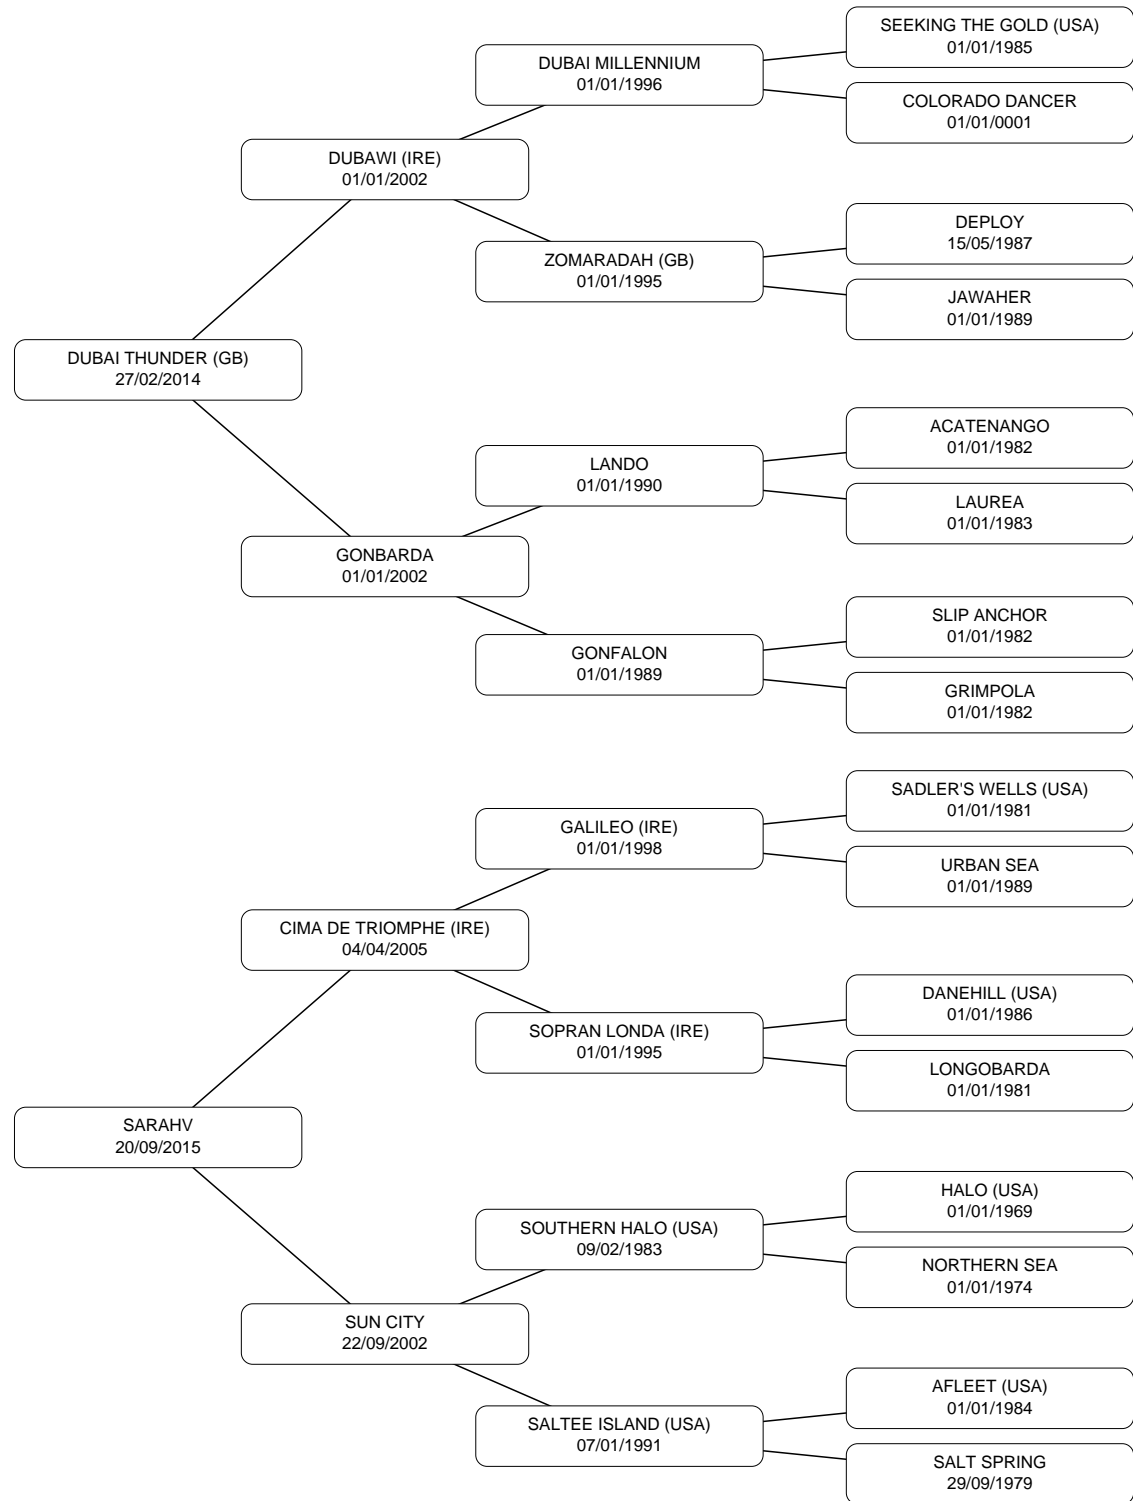 SEEKING THE GOLD (USA)
01/01/1985
DUBAI MILLENNIUM
01/01/1996
COLORADO DANCER
01/01/0001
DUBAWI (IRE)
01/01/2002
DEPLOY
15/05/1987
ZOMARADAH (GB)
01/01/1995
JAWAHER
01/01/1989
DUBAI THUNDER (GB)
27/02/2014
ACATENANGO
01/01/1982
LANDO
01/01/1990
LAUREA
01/01/1983
GONBARDA
01/01/2002
SLIP ANCHOR
01/01/1982
GONFALON
01/01/1989
GRIMPOLA
01/01/1982
SADLER'S WELLS (USA)
01/01/1981
GALILEO (IRE)
01/01/1998
URBAN SEA
01/01/1989
CIMA DE TRIOMPHE (IRE)
04/04/2005
DANEHILL (USA)
01/01/1986
SOPRAN LONDA (IRE)
01/01/1995
LONGOBARDA
01/01/1981
SARAHV
20/09/2015
HALO (USA)
01/01/1969
SOUTHERN HALO (USA)
09/02/1983
NORTHERN SEA
01/01/1974
SUN CITY
22/09/2002
AFLEET (USA)
01/01/1984
SALTEE ISLAND (USA)
07/01/1991
SALT SPRING
29/09/1979